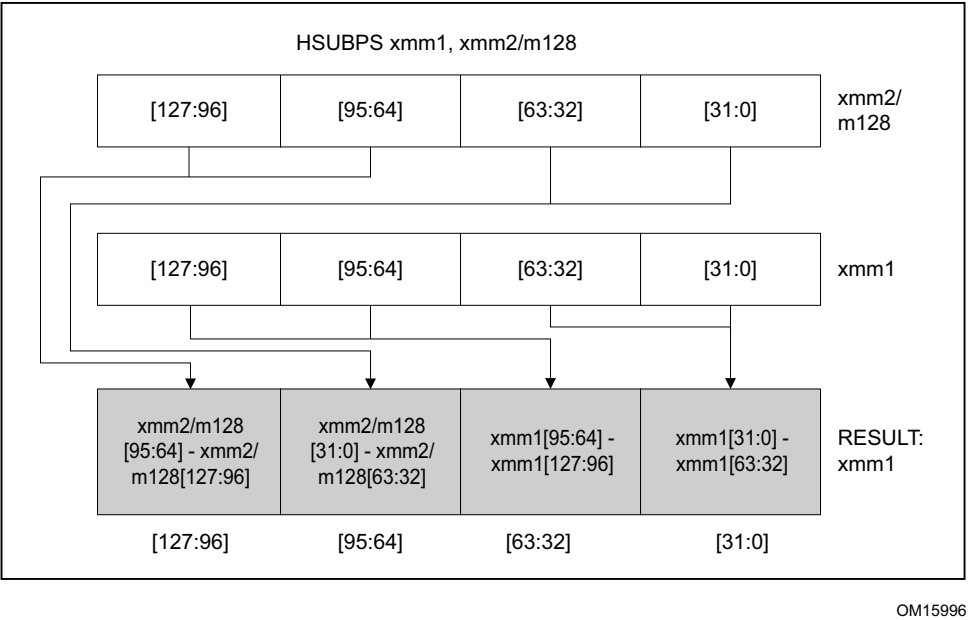 HSUBPS xmm1, xmm2/m128
[127:96] [95:64] [63:32] [31:0]
xmm2/
m128
[127:96] [95:64] [63:32] [31:0] xmm1
xmm2/m128
[95:64] - xmm2/
m128[127:96]
xmm2/m128
[31:0] - xmm2/
m128[63:32]
xmm1[95:64] -
xmm1[127:96]
xmm1[31:0] -
xmm1[63:32]
RESULT:
xmm1
[127:96] [95:64] [63:32] [31:0]
OM15996